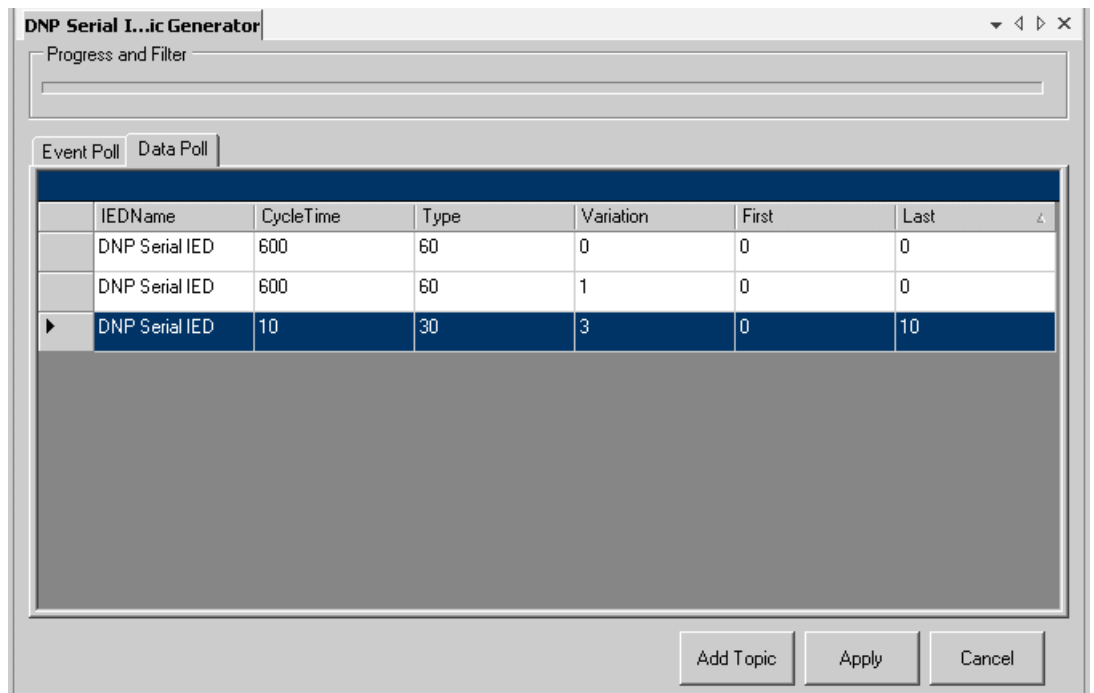 DNP Serial I...ic Generator
Progress and Filter
Event Poll Data Poll
IEDName CycleTime Type Variation First Last
DNP Serial IED 600 60 0 0 0
DNP Serial IED 600 60 1 0 0
DNP Serial IED 10 30 3 0 10
Add Topic Apply Cancel